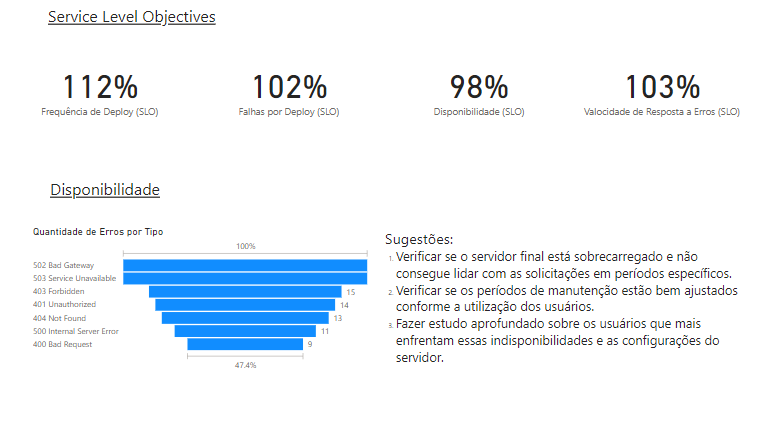 Service Level Objectives
112%
Frequência de Deploy (SLO)
102%
Falhas por Deploy (SLO)
98%
Disponibilidade (SLO)
103%
Valocidade de Resposta a Erros (SLO)
Disponibilidade
Quantidade de Erros por Tipo
100%
502 Bad Gateway
503 Service Unavailable
403 Forbidden 15
401 Unauthorized 14
404 Not Found 13
500 Internal Server Error 11
400 Bad Request 9
47.4%
Sugestões:
1. Verificar se o servidor final está sobrecarregado e não
consegue lidar com as solicitações em períodos específicos.
2. Verificar se os períodos de manutenção estão bem ajustados
conforme a utilização dos usuários.
3. Fazer estudo aprofundado sobre os usuários que mais
enfrentam essas indisponibilidades e as configurações do
servidor.